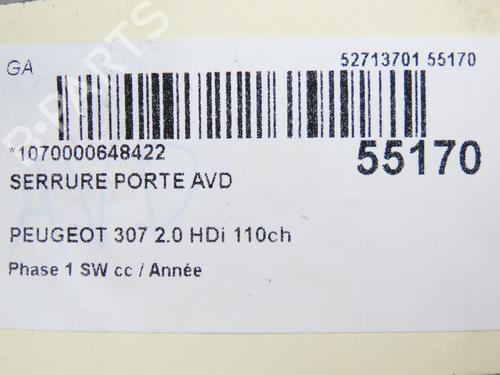 GA
52713701 55170
*1070000648422
55170
SERRURE PORTE AVD
AVD
PEUGEOT 307 2.0 HDi 110ch
Phase 1 SW cc / Année